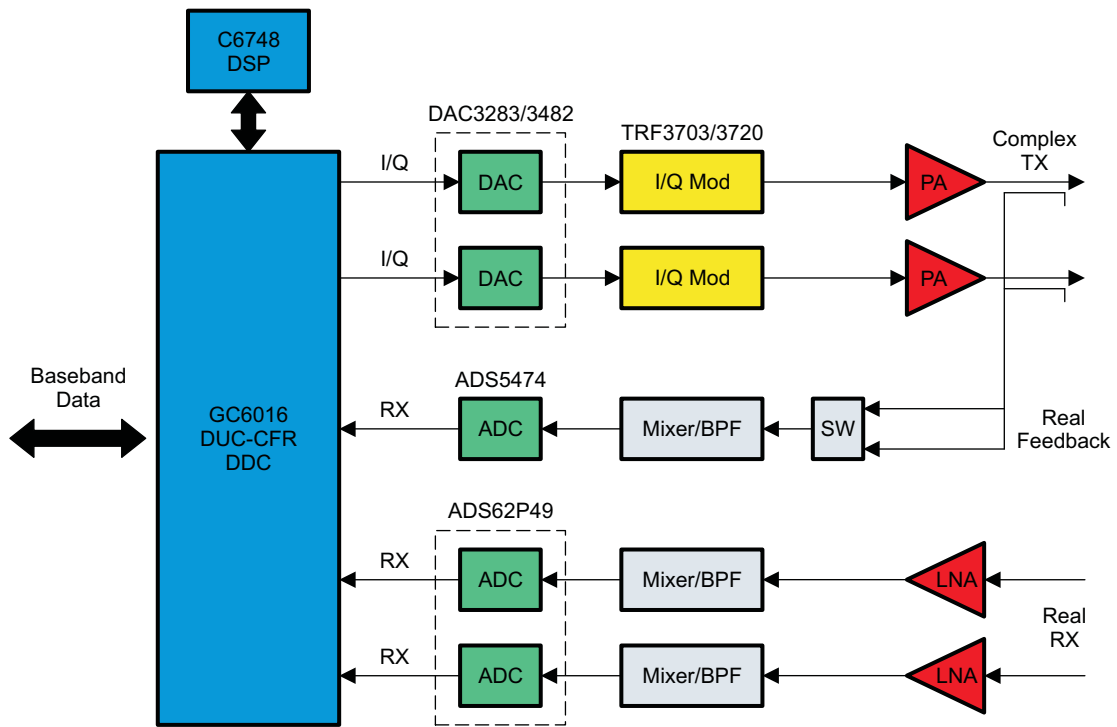 C6748
DSP
DAC3283/3482
TRF3703/3720
Complex
TX
I/Q
DAC
I/Q Mod
PA
I/Q
DAC
I/Q Mod
PA
Baseband
Data
GC6016
DUC-CFR
DDC
ADS5474
RX
ADC
Mixer/BPF
SW
Real
Feedback
ADS62P49
RX
ADC
Mixer/BPF
LNA
Real
RX
RX
ADC
Mixer/BPF
LNA